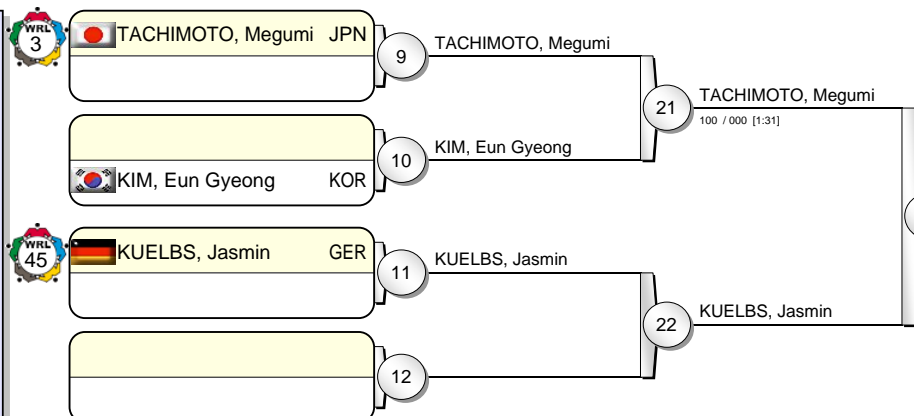 WRL
3
TACHIMOTO, Megumi JPN
9
TACHIMOTO, Megumi
21
TACHIMOTO, Megumi
100 / 000 [1:31]
10
KIM, Eun Gyeong
KIM, Eun Gyeong KOR
WRL
45
KUELBS, Jasmin GER
11
KUELBS, Jasmin
22
KUELBS, Jasmin
12